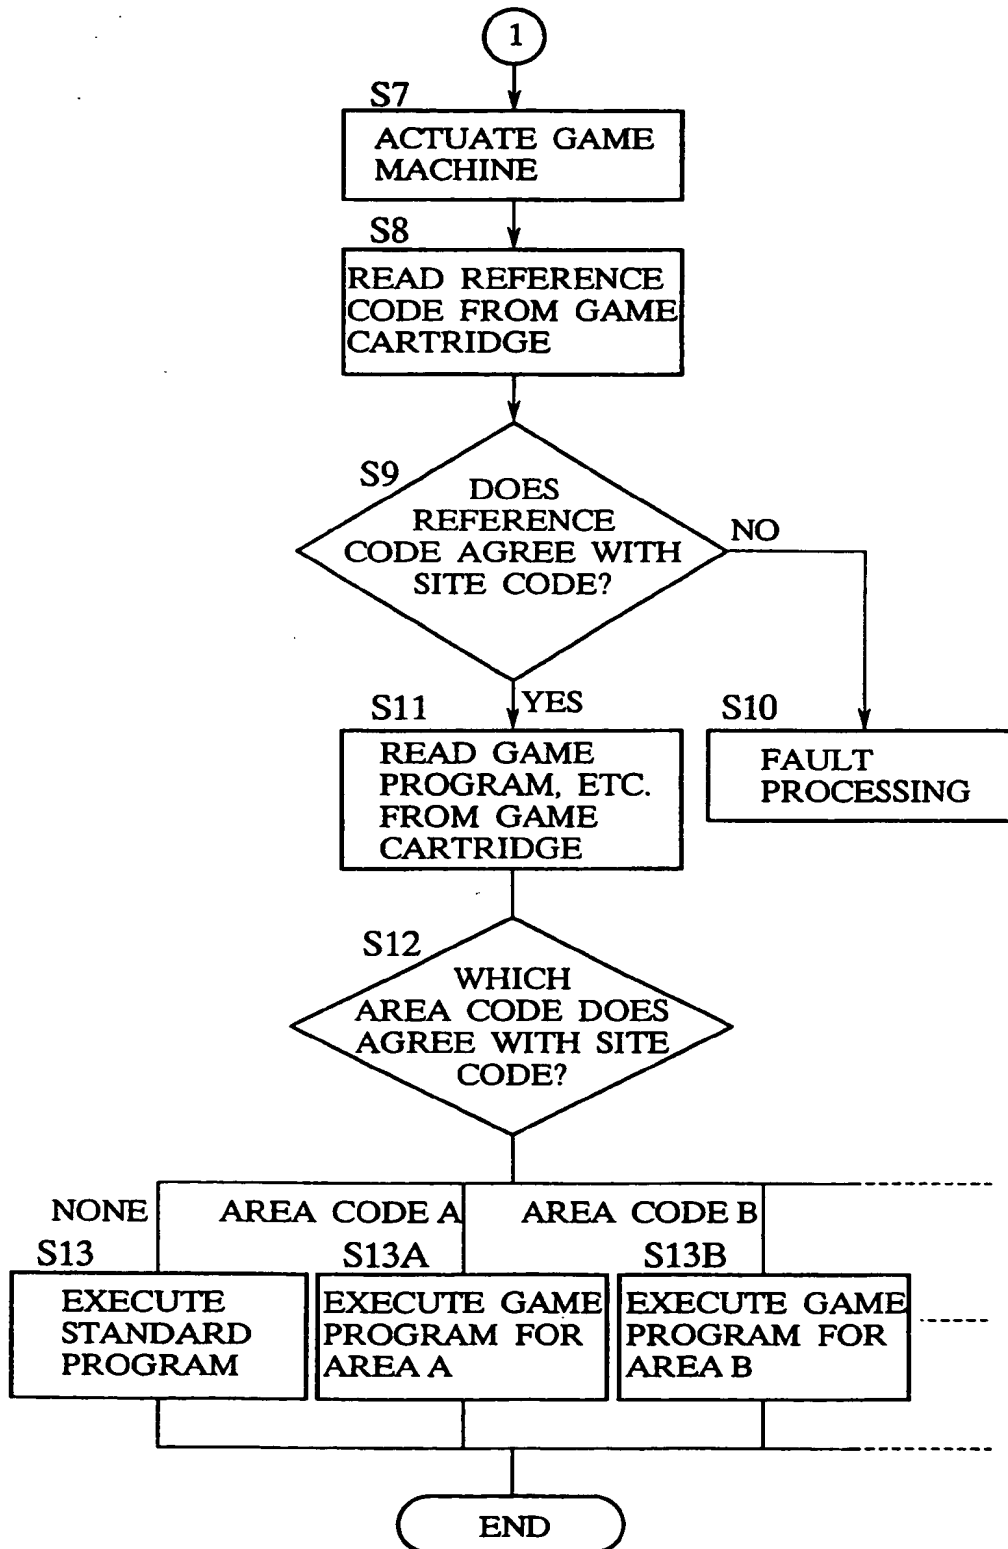 1
S7
ACTUATE GAME
MACHINE
S8
READ REFERENCE
CODE FROM GAME
CARTRIDGE
S9
DOES
REFERENCE
CODE AGREE WITH
SITE CODE?
NO
YES
S11
READ GAME
PROGRAM, ETC.
FROM GAME
CARTRIDGE
S10
FAULT
PROCESSING
S12
WHICH
AREA CODE DOES
AGREE WITH SITE
CODE?
NONE
AREA CODE A
AREA CODE B
S13
EXECUTE
STANDARD
PROGRAM
S13A
EXECUTE GAME
PROGRAM FOR
AREA A
S13B
EXECUTE GAME
PROGRAM FOR
AREA B
END